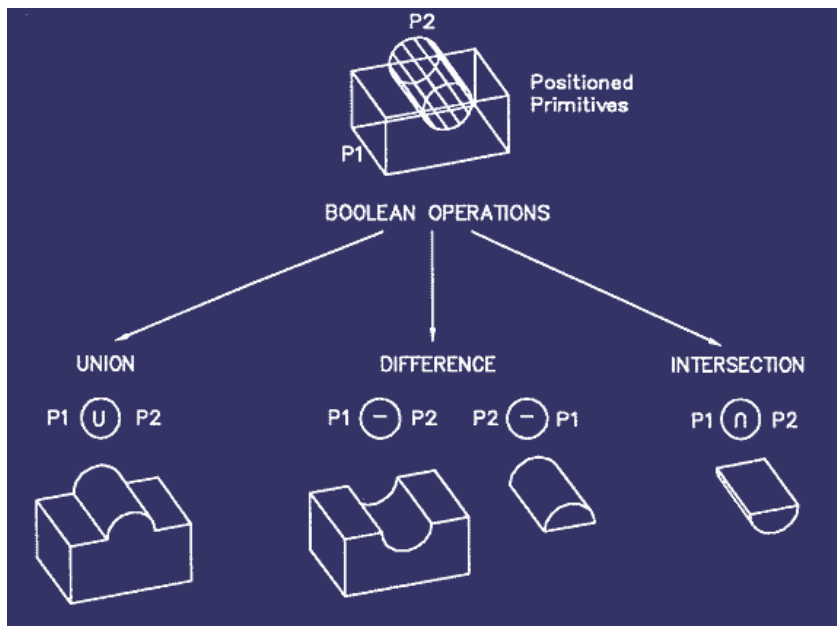 P2
Positioned
Primitives
P1
BOOLEAN OPERATIONS
UNION
DIFFERENCE
INTERSECTION
P1 U P2
P1 − P2
P2 − P1
P1 ∩ P2